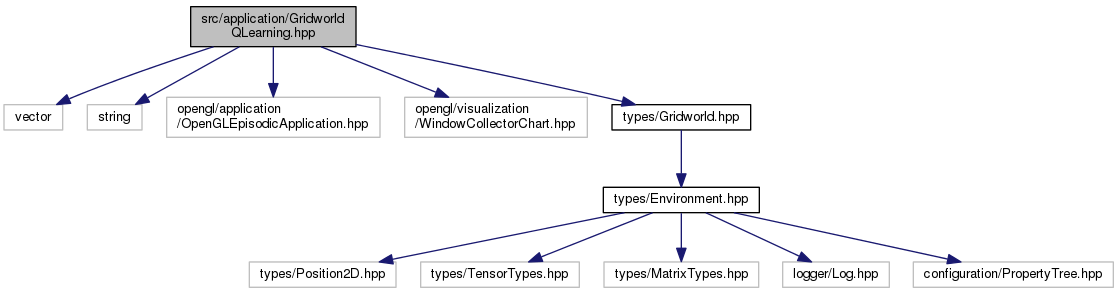 src/application/Gridworld
QLearning.hpp
vector
string
opengl/application
/OpenGLEpisodicApplication.hpp
opengl/visualization
/WindowCollectorChart.hpp
types/Gridworld.hpp
types/Environment.hpp
types/Position2D.hpp
types/TensorTypes.hpp
types/MatrixTypes.hpp
logger/Log.hpp
configuration/PropertyTree.hpp